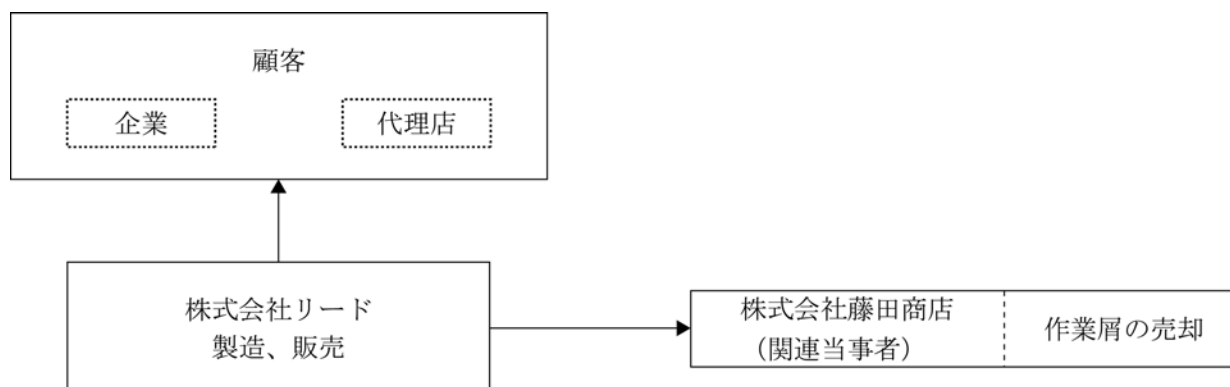 顧客
企業
代理店
株式会社リード
製造、販売
株式会社藤田商店
(関連当事者)
作業屑の売却